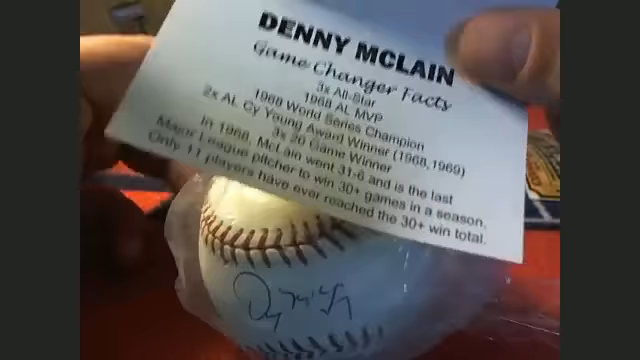 DENNY MCLAIN
Game Changer Facts
3x All-Star
1968 AL MVP
1968 World Series Champion
2x AL Cy Young Award Winner (1968,1969)
3x 20 Game Winner
In 1968, McLain went 31-6 and is the last
Major League pitcher to win 30+ games in a season.
Only 11 players have ever reached the 30+ win total.